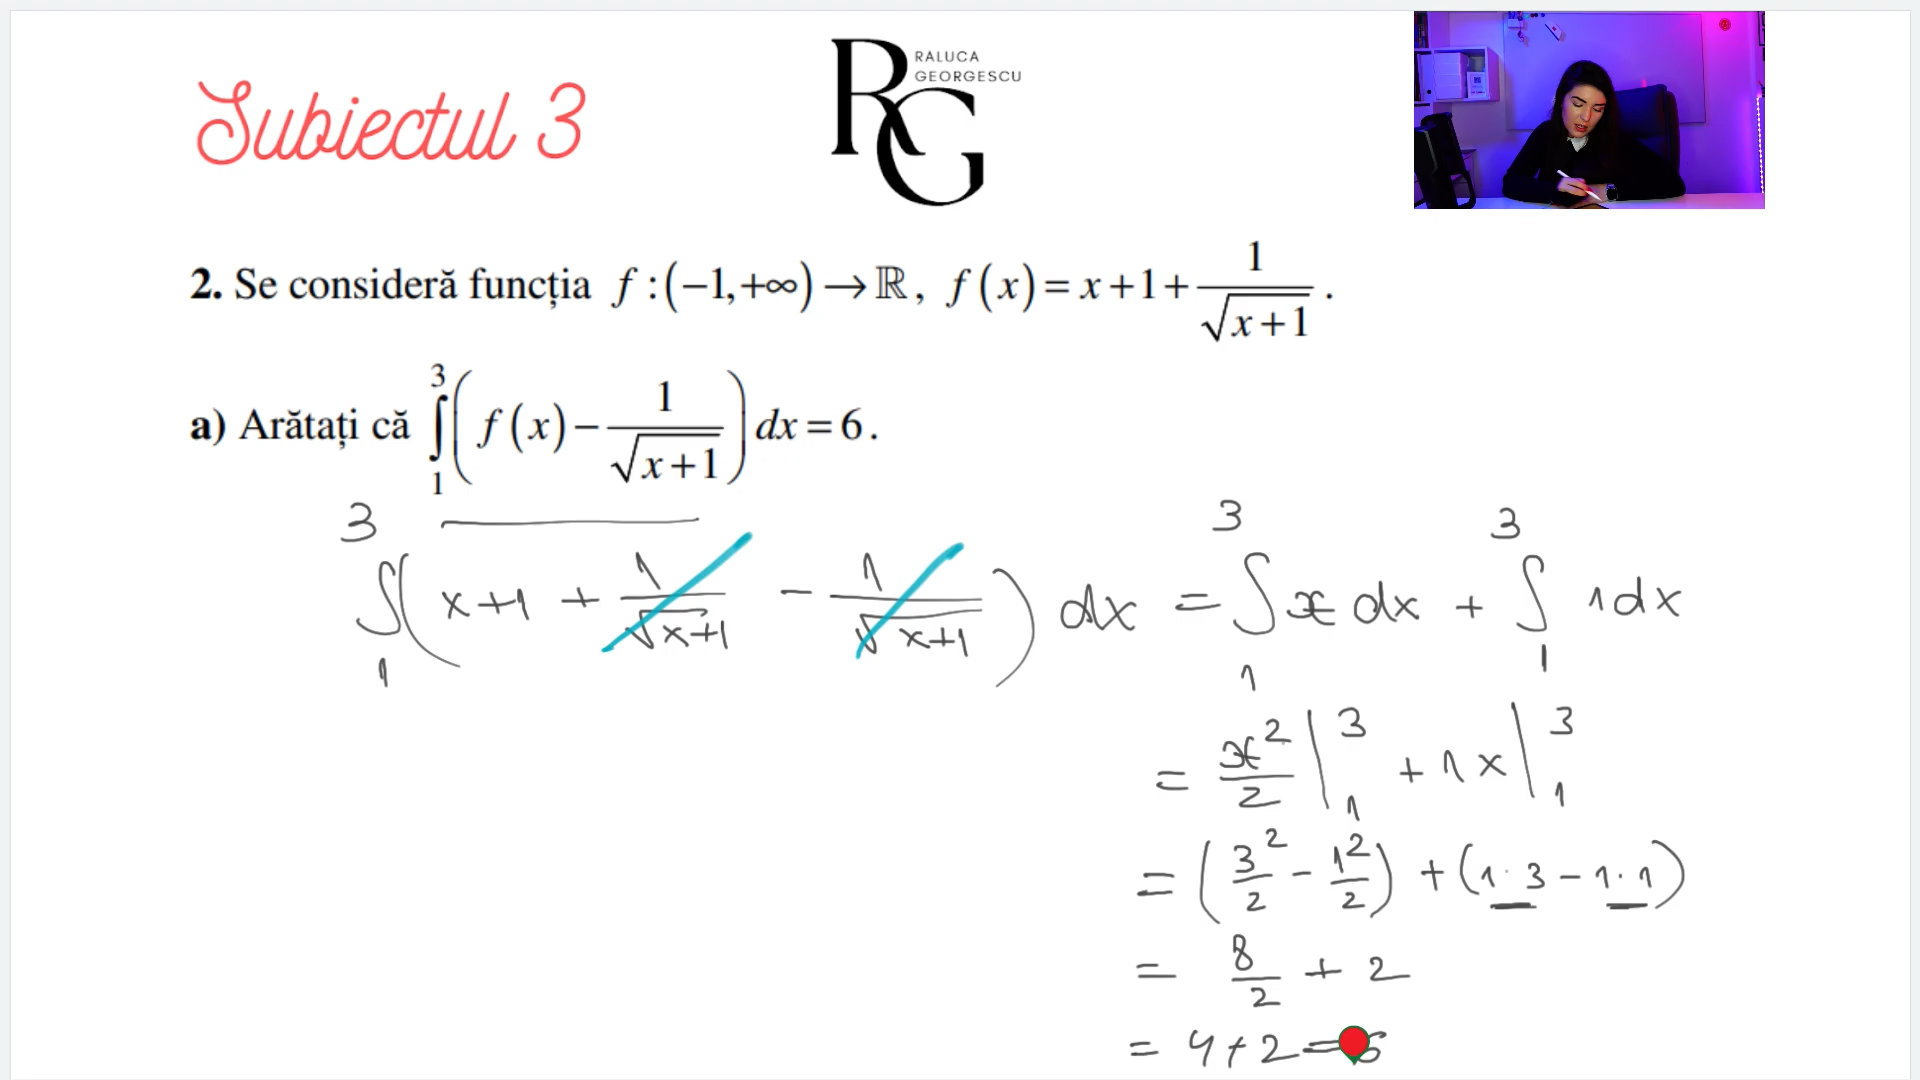 Subiectul 3
RALUCA
GEORGESCU
RG
2. Se consideră funcția f : (−1, +∞) → ℝ, f(x) = x + 1 + 1/√(x+1) .
a) Arătați că ∫₁³ ( f(x) − 1/√(x+1) ) dx = 6 .
∫₁³ ( x+1 + 1/√(x+1) − 1/√(x+1) ) dx = ∫₁³ x dx + ∫₁³ 1dx
= x²/2 |₁³ + 1x |₁³
= ( 3²/2 − 1²/2 ) + (1·3 − 1·1)
= 8/2 + 2
= 4+2=6